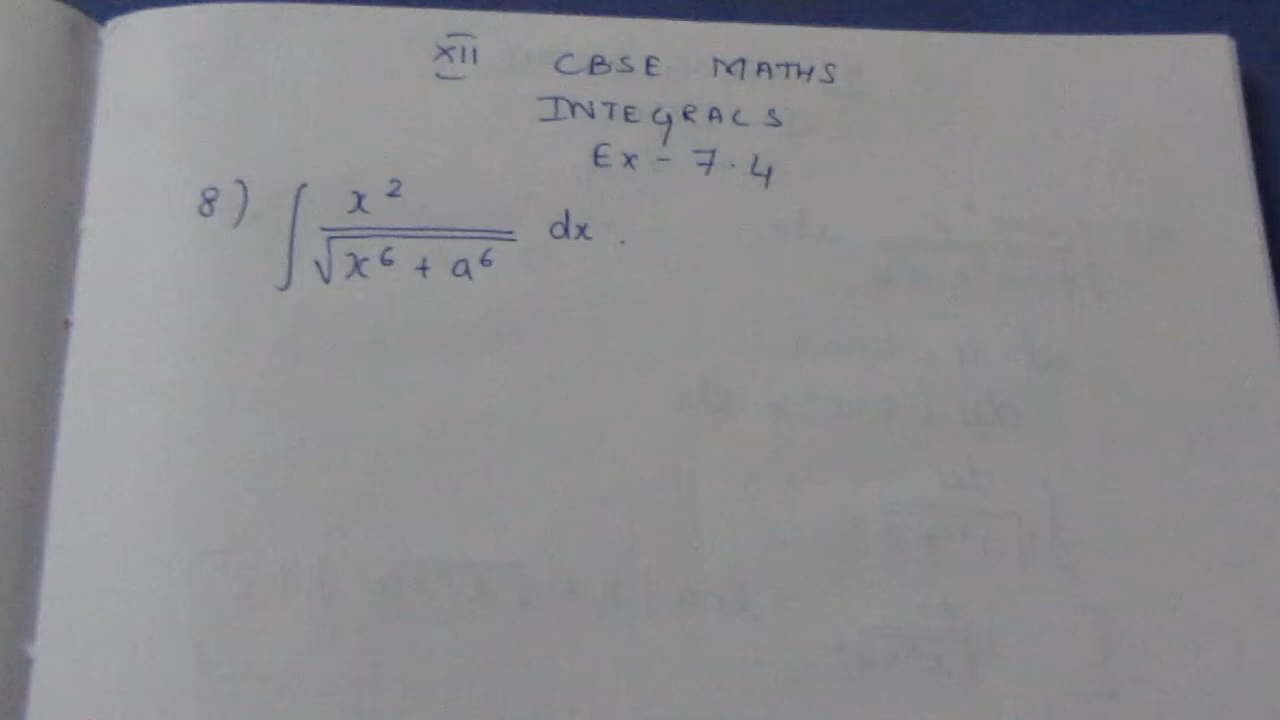 XII CBSE MATHS
INTEGRALS
Ex - 7.4
8) ∫ x² / √(x⁶ + a⁶) dx.